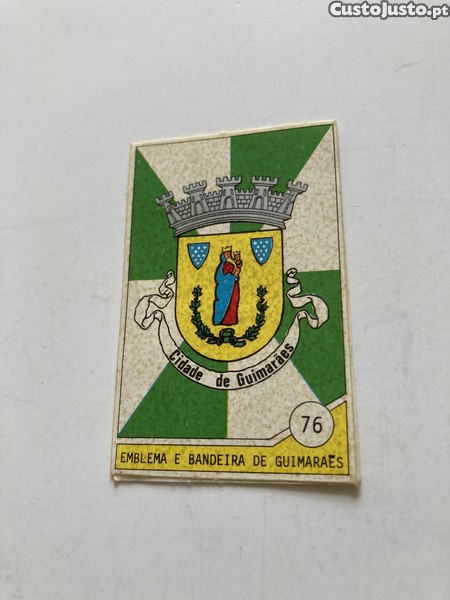 CustoJusto.pt
Cidade de Guimarães
76
EMBLEMA E BANDEIRA DE GUIMARAES